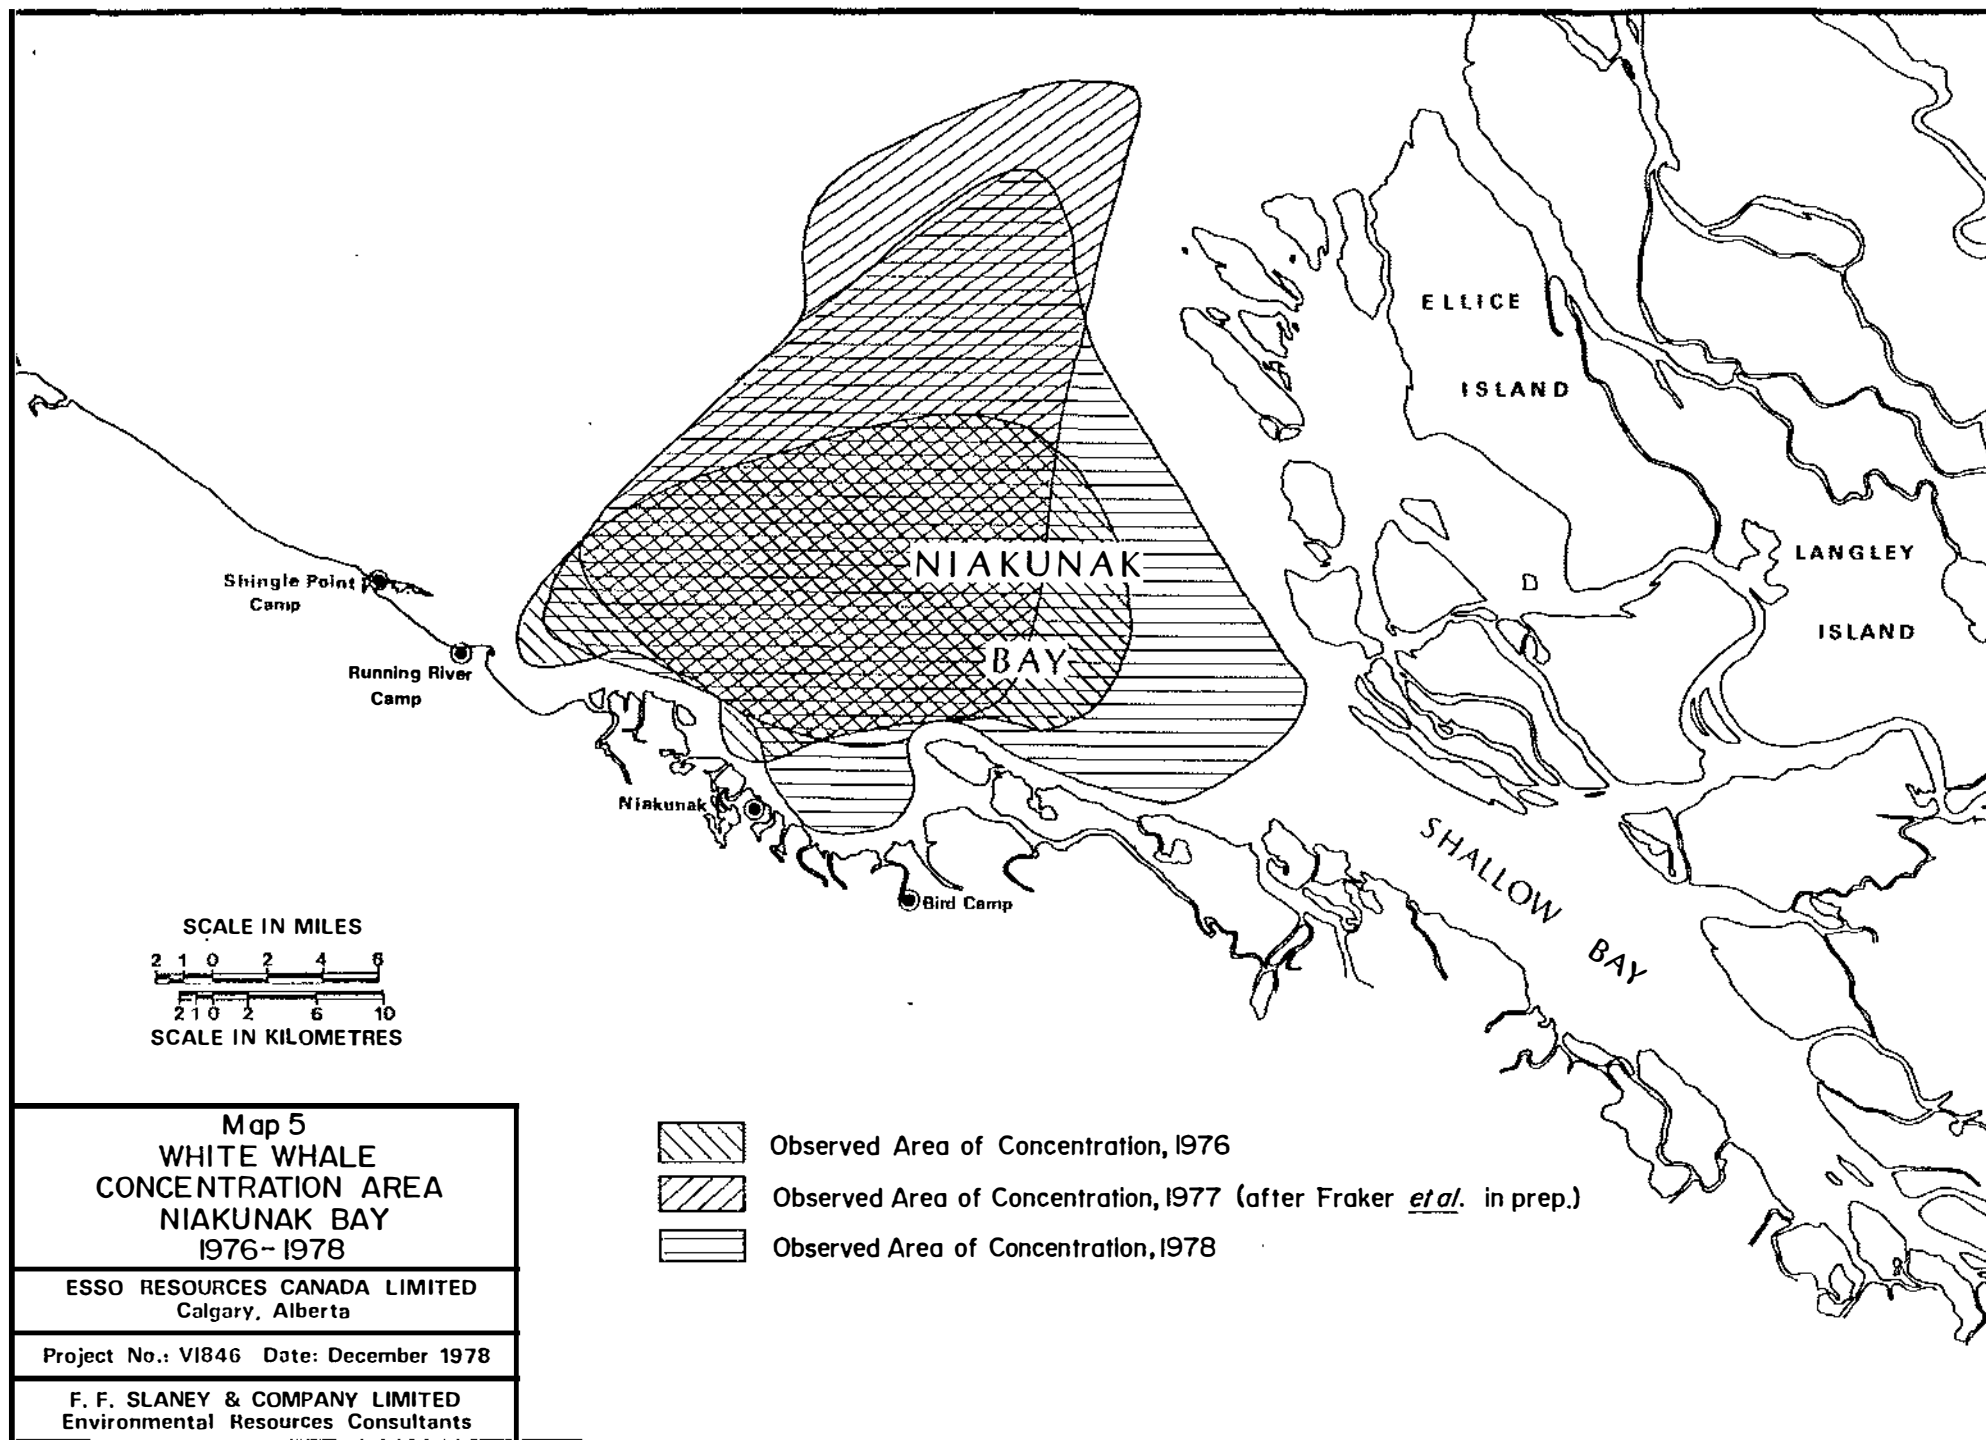 ELLICE
ISLAND
NIAKUNAK
BAY
LANGLEY
ISLAND
Shingle Point
Camp
Running River
Camp
Niakunak
Bird Camp
SHALLOW BAY
SCALE IN MILES
2 1 0 2 4 6
2 1 0 2 6 10
SCALE IN KILOMETRES
Map 5
WHITE WHALE
CONCENTRATION AREA
NIAKUNAK BAY
1976-1978
ESSO RESOURCES CANADA LIMITED
Calgary, Alberta
Project No.: V1846 Date: December 1978
F. F. SLANEY & COMPANY LIMITED
Environmental Resources Consultants
Observed Area of Concentration, 1976
Observed Area of Concentration, 1977 (after Fraker et al. in prep.)
Observed Area of Concentration, 1978